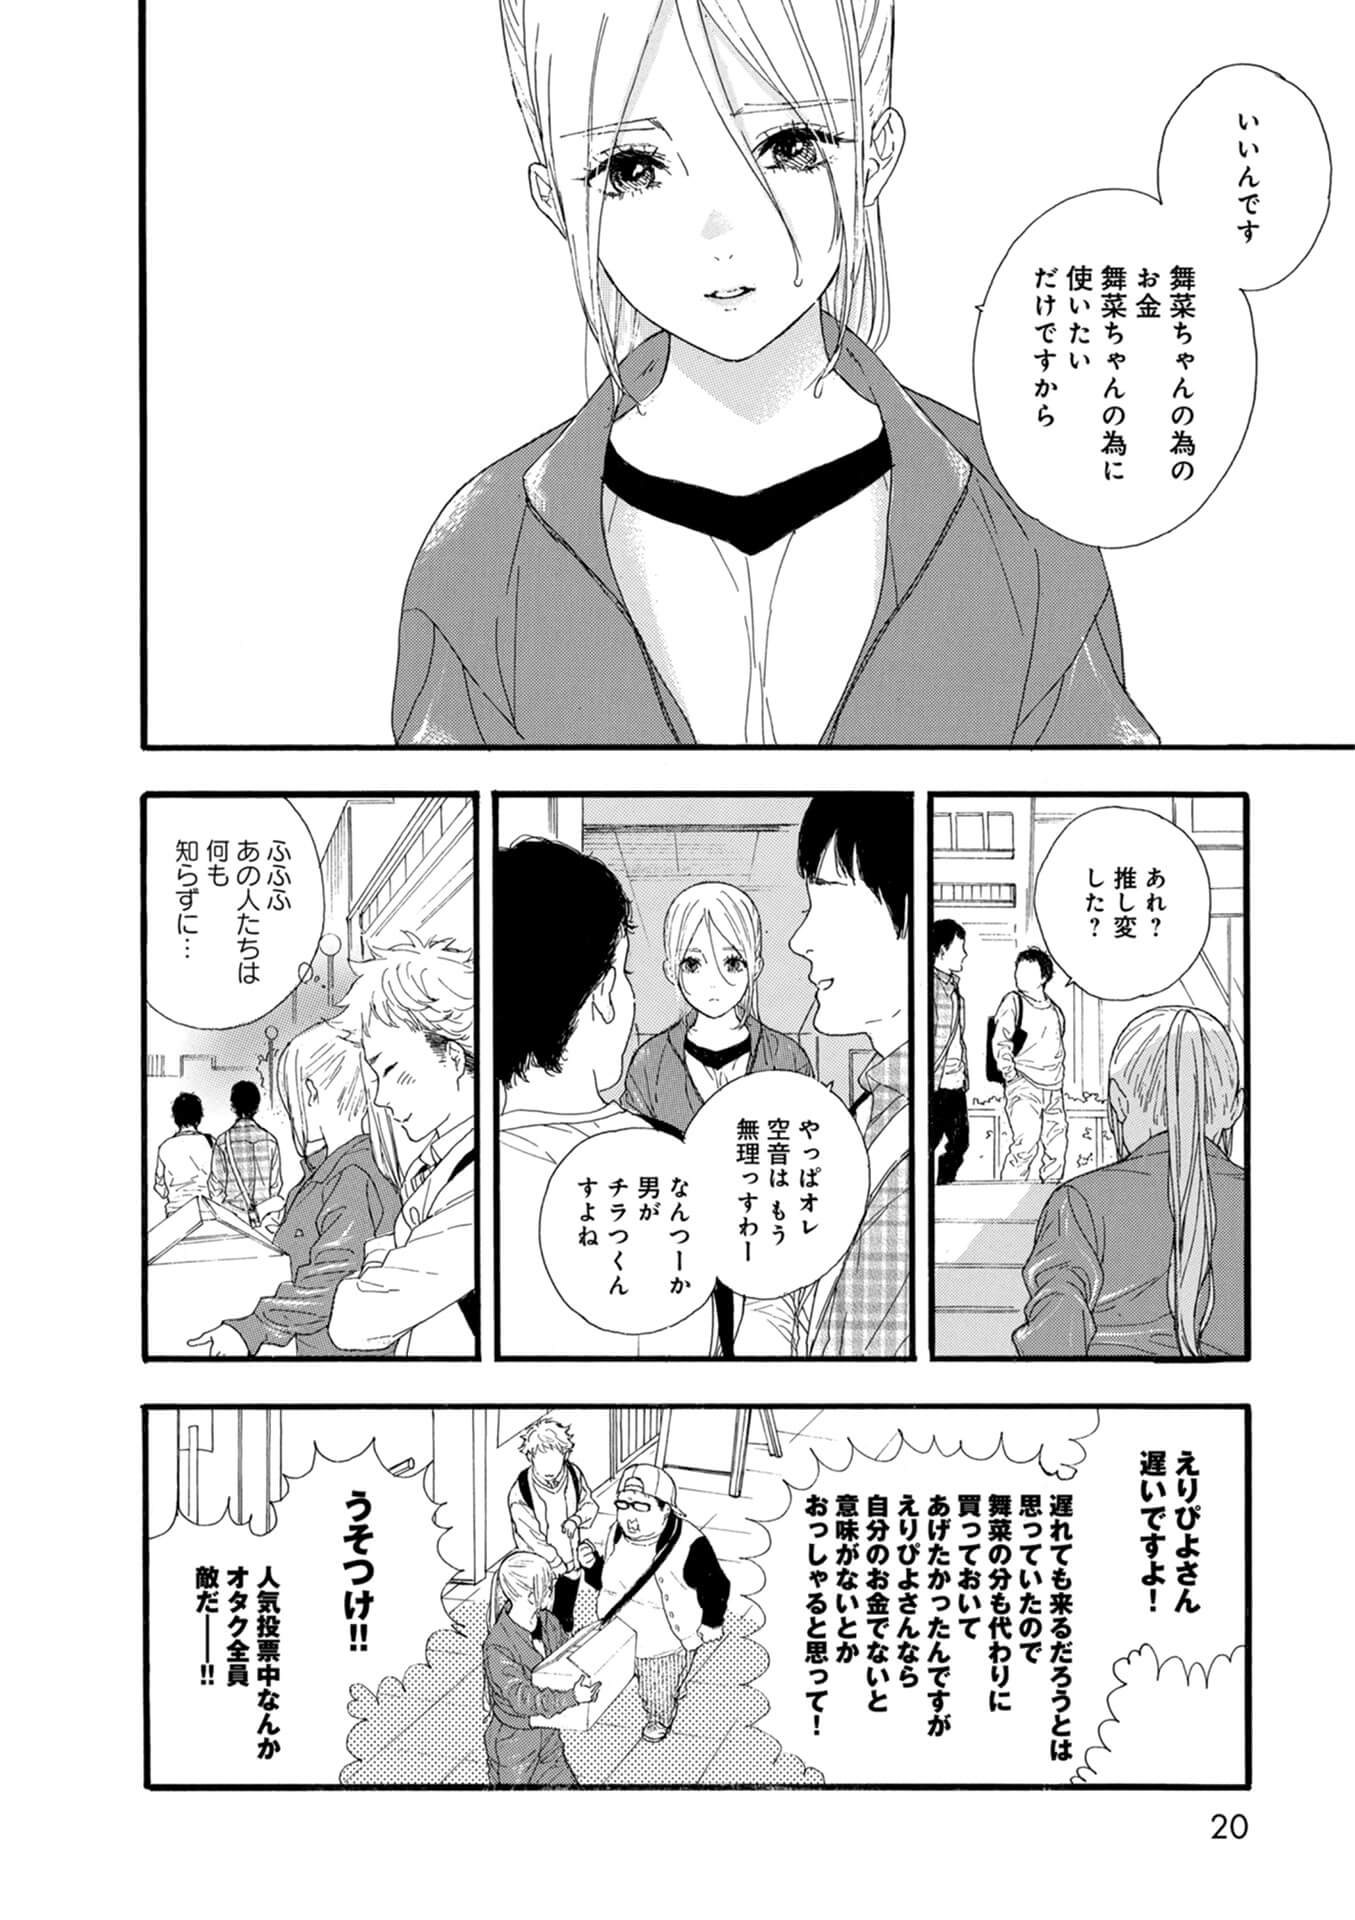 いいんです
舞菜ちゃんの為の
お金
舞菜ちゃんの為に
使いたい
だけですから
あれ？
推し変
した？
やっぱオレ
空音は もう
無理っすわー
なんつーか
男が
チラつくん
すよね
ふふふ
あの人たちは
何も
知らずに…
えりぴよさん
遅いですよ！
遅れても来るだろうとは
思っていたので
舞菜の分も代わりに
買っておいて
あげたかったんですが
えりぴよさんなら
自分のお金でないと
意味がないとか
おっしゃると思って！
うそつけ!!
人気投票中なんか
オタク全員
敵だ――!!
20